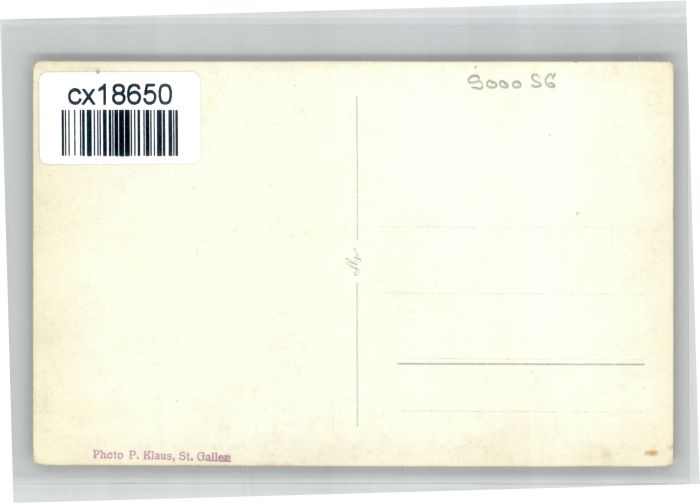 cx18650
9000 SG
Photo P. Klaus, St. Gallen